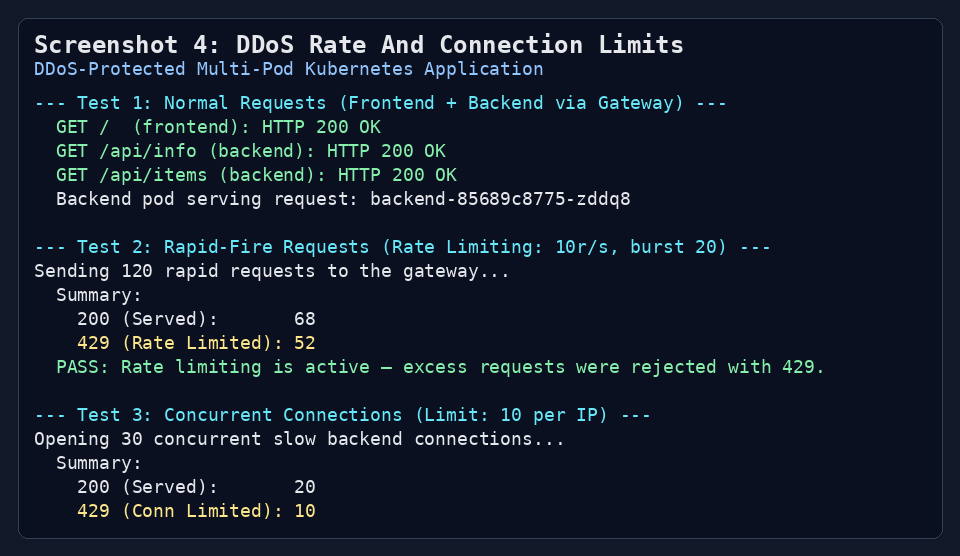 Screenshot 4: DDoS Rate And Connection Limits
DDoS-Protected Multi-Pod Kubernetes Application
--- Test 1: Normal Requests (Frontend + Backend via Gateway) ---
GET /  (frontend): HTTP 200 OK
GET /api/info (backend): HTTP 200 OK
GET /api/items (backend): HTTP 200 OK
Backend pod serving request: backend-85689c8775-zddq8
--- Test 2: Rapid-Fire Requests (Rate Limiting: 10r/s, burst 20) ---
Sending 120 rapid requests to the gateway...
Summary:
200 (Served):       68
429 (Rate Limited): 52
PASS: Rate limiting is active — excess requests were rejected with 429.
--- Test 3: Concurrent Connections (Limit: 10 per IP) ---
Opening 30 concurrent slow backend connections...
Summary:
200 (Served):       20
429 (Conn Limited): 10